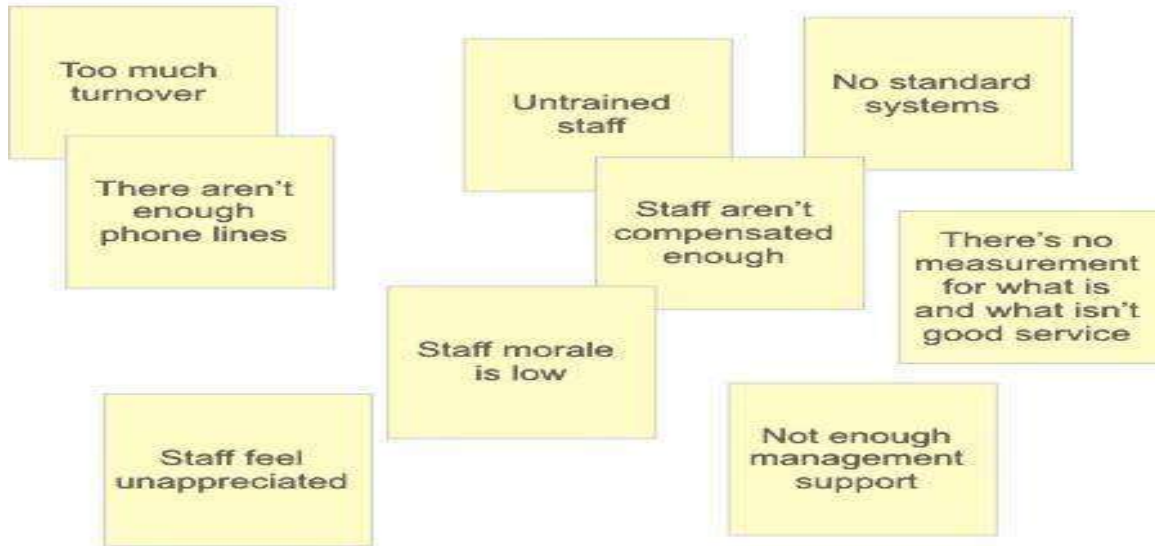 Too much
turnover
Untrained
staff
No standard
systems
There aren't
enough
phone lines
Staff aren't
compensated
enough
There's no
measurement
for what is
and what isn't
good service
Staff morale
is low
Staff feel
unappreciated
Not enough
management
support